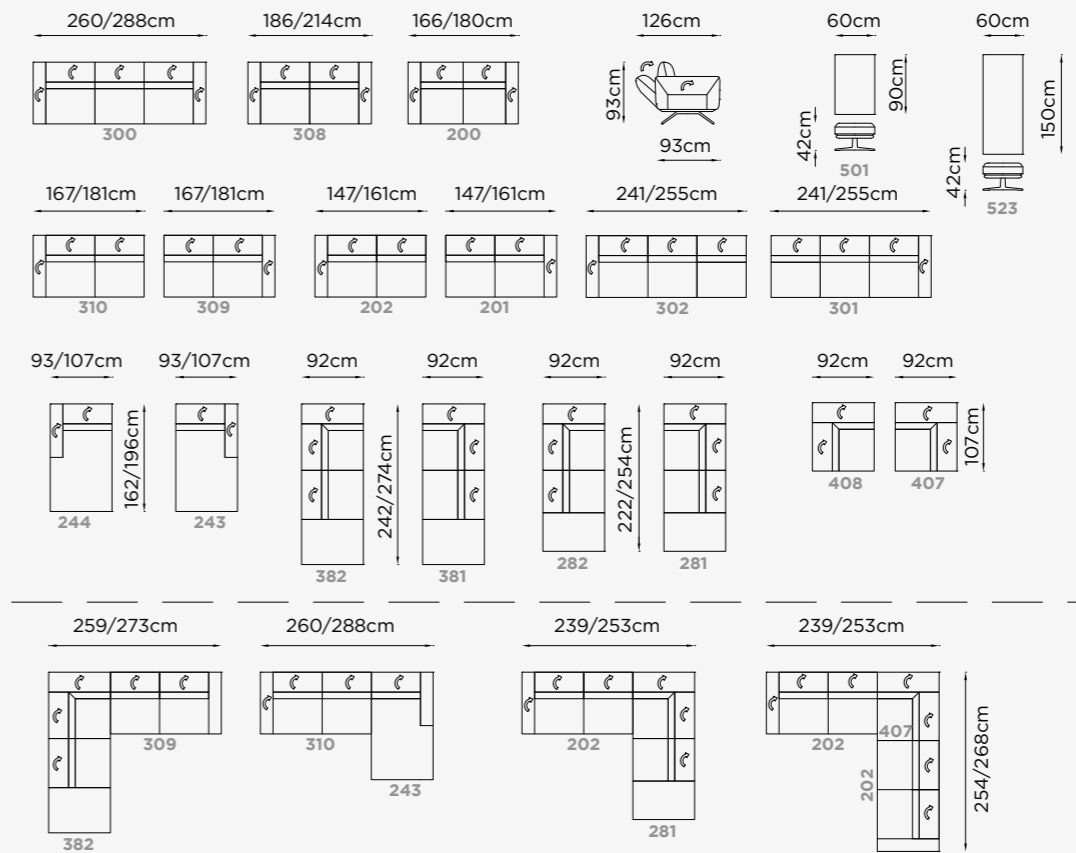 260/288cm
186/214cm
166/180cm
126cm
60cm
60cm
93cm
90cm
150cm
300
308
200
93cm
42cm
501
42cm
523
167/181cm
167/181cm
147/161cm
147/161cm
241/255cm
241/255cm
310
309
202
201
302
301
93/107cm
93/107cm
92cm
92cm
92cm
92cm
92cm
92cm
162/196cm
242/274cm
222/254cm
107cm
244
243
382
381
282
281
408
407
259/273cm
260/288cm
239/253cm
239/253cm
309
310
202
202
407
202
254/268cm
243
382
281